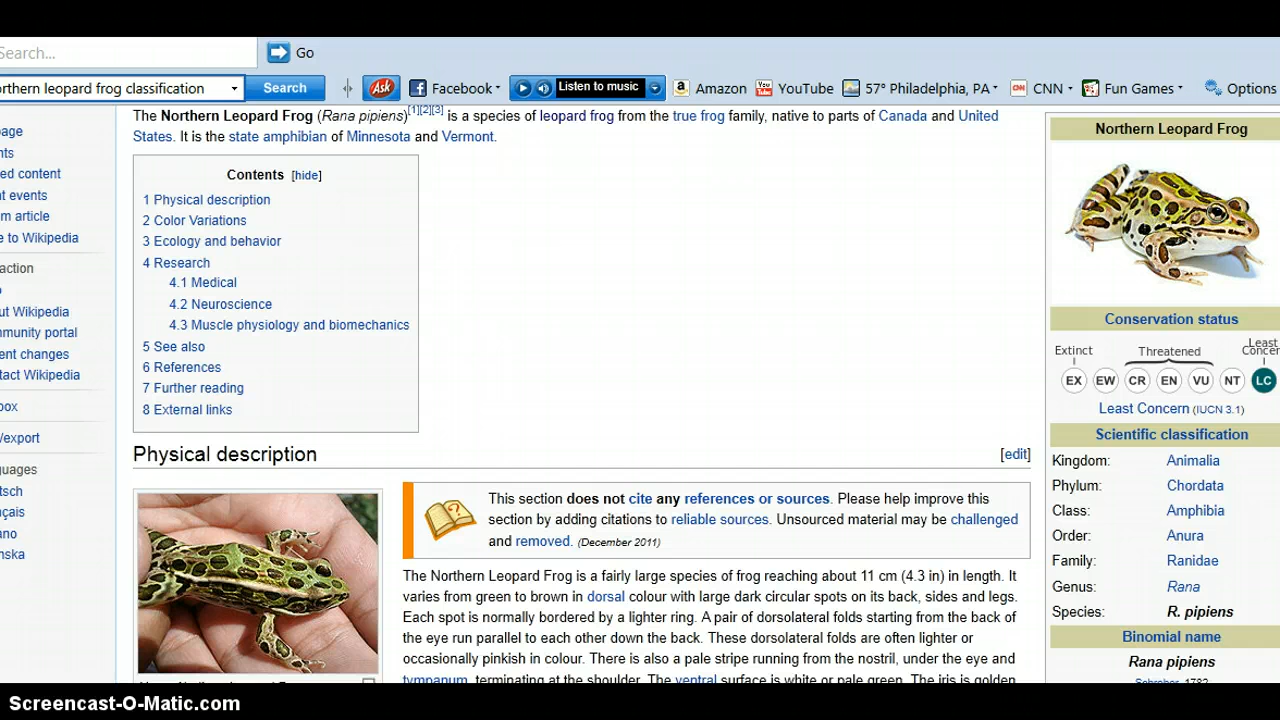 Search...
Go
rthern leopard frog classification
Search
Ask
Facebook
Listen to music
Amazon
YouTube
57° Philadelphia, PA
CNN
Fun Games
Options
page
nts
ed content
nt events
m article
e to Wikipedia
action
ut Wikipedia
mmunity portal
ent changes
tact Wikipedia
box
/export
guages
tsch
çais
ano
nska
The Northern Leopard Frog (Rana pipiens)[1][2][3] is a species of leopard frog from the true frog family, native to parts of Canada and United
States. It is the state amphibian of Minnesota and Vermont.
Contents [hide]
1 Physical description
2 Color Variations
3 Ecology and behavior
4 Research
4.1 Medical
4.2 Neuroscience
4.3 Muscle physiology and biomechanics
5 See also
6 References
7 Further reading
8 External links
Physical description [edit]
This section does not cite any references or sources. Please help improve this
section by adding citations to reliable sources. Unsourced material may be challenged
and removed. (December 2011)
The Northern Leopard Frog is a fairly large species of frog reaching about 11 cm (4.3 in) in length. It
varies from green to brown in dorsal colour with large dark circular spots on its back, sides and legs.
Each spot is normally bordered by a lighter ring. A pair of dorsolateral folds starting from the back of
the eye run parallel to each other down the back. These dorsolateral folds are often lighter or
occasionally pinkish in colour. There is also a pale stripe running from the nostril, under the eye and
tympanum, terminating at the shoulder. The ventral surface is white or pale green. The iris is golden
Northern Leopard Frog
Conservation status
Extinct
Threatened
Least
Concer
EX EW CR EN VU NT LC
Least Concern (IUCN 3.1)
Scientific classification
Kingdom: Animalia
Phylum: Chordata
Class: Amphibia
Order: Anura
Family: Ranidae
Genus: Rana
Species: R. pipiens
Binomial name
Rana pipiens
Schreber, 1782
Screencast-O-Matic.com